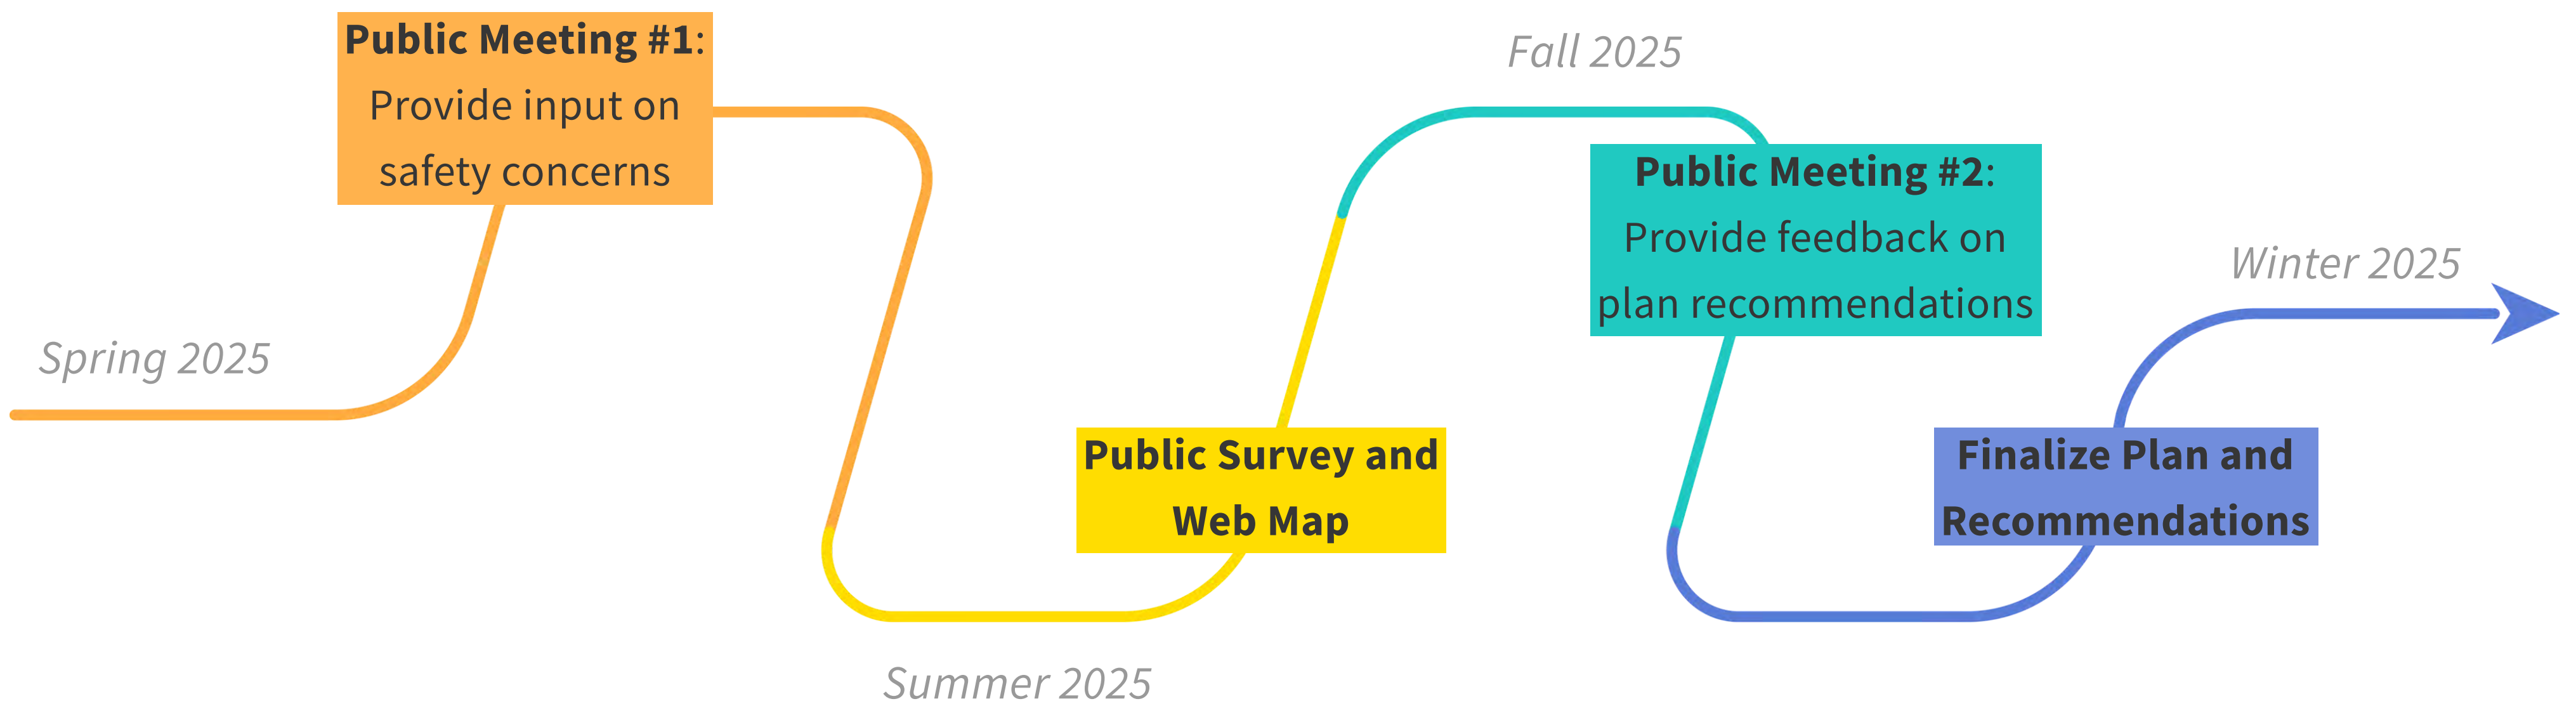 Spring 2025
Public Meeting #1:
Provide input on
safety concerns
Summer 2025
Public Survey and
Web Map
Fall 2025
Public Meeting #2:
Provide feedback on
plan recommendations
Winter 2025
Finalize Plan and
Recommendations